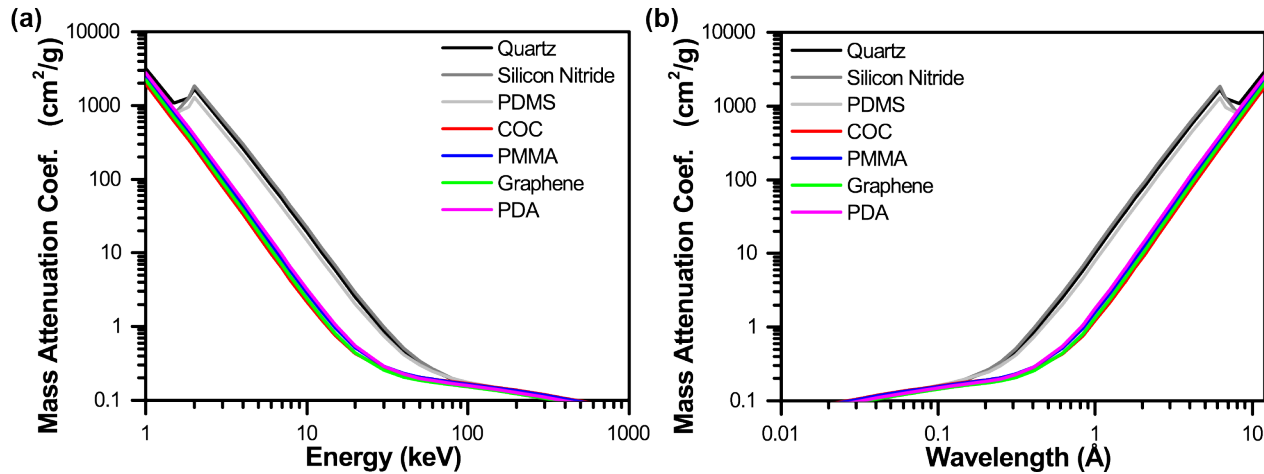 (a)
Mass Attenuation Coef. (cm²/g)
10000
1000
100
10
1
0.1
Quartz
Silicon Nitride
PDMS
COC
PMMA
Graphene
PDA
1
10
100
1000
Energy (keV)
(b)
Mass Attenuation Coef. (cm²/g)
10000
1000
100
10
1
0.1
Quartz
Silicon Nitride
PDMS
COC
PMMA
Graphene
PDA
0.01
0.1
1
10
Wavelength (Å)